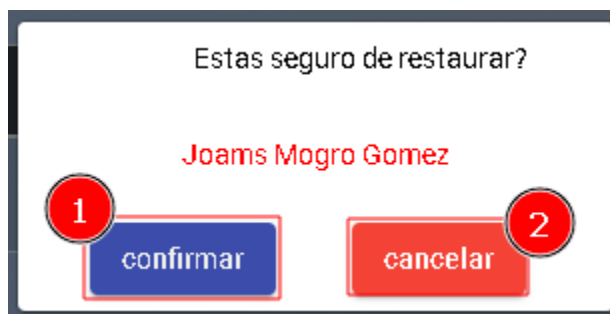 Estas seguro de restaurar?
Joams Mogro Gomez
1
2
confirmar
cancelar